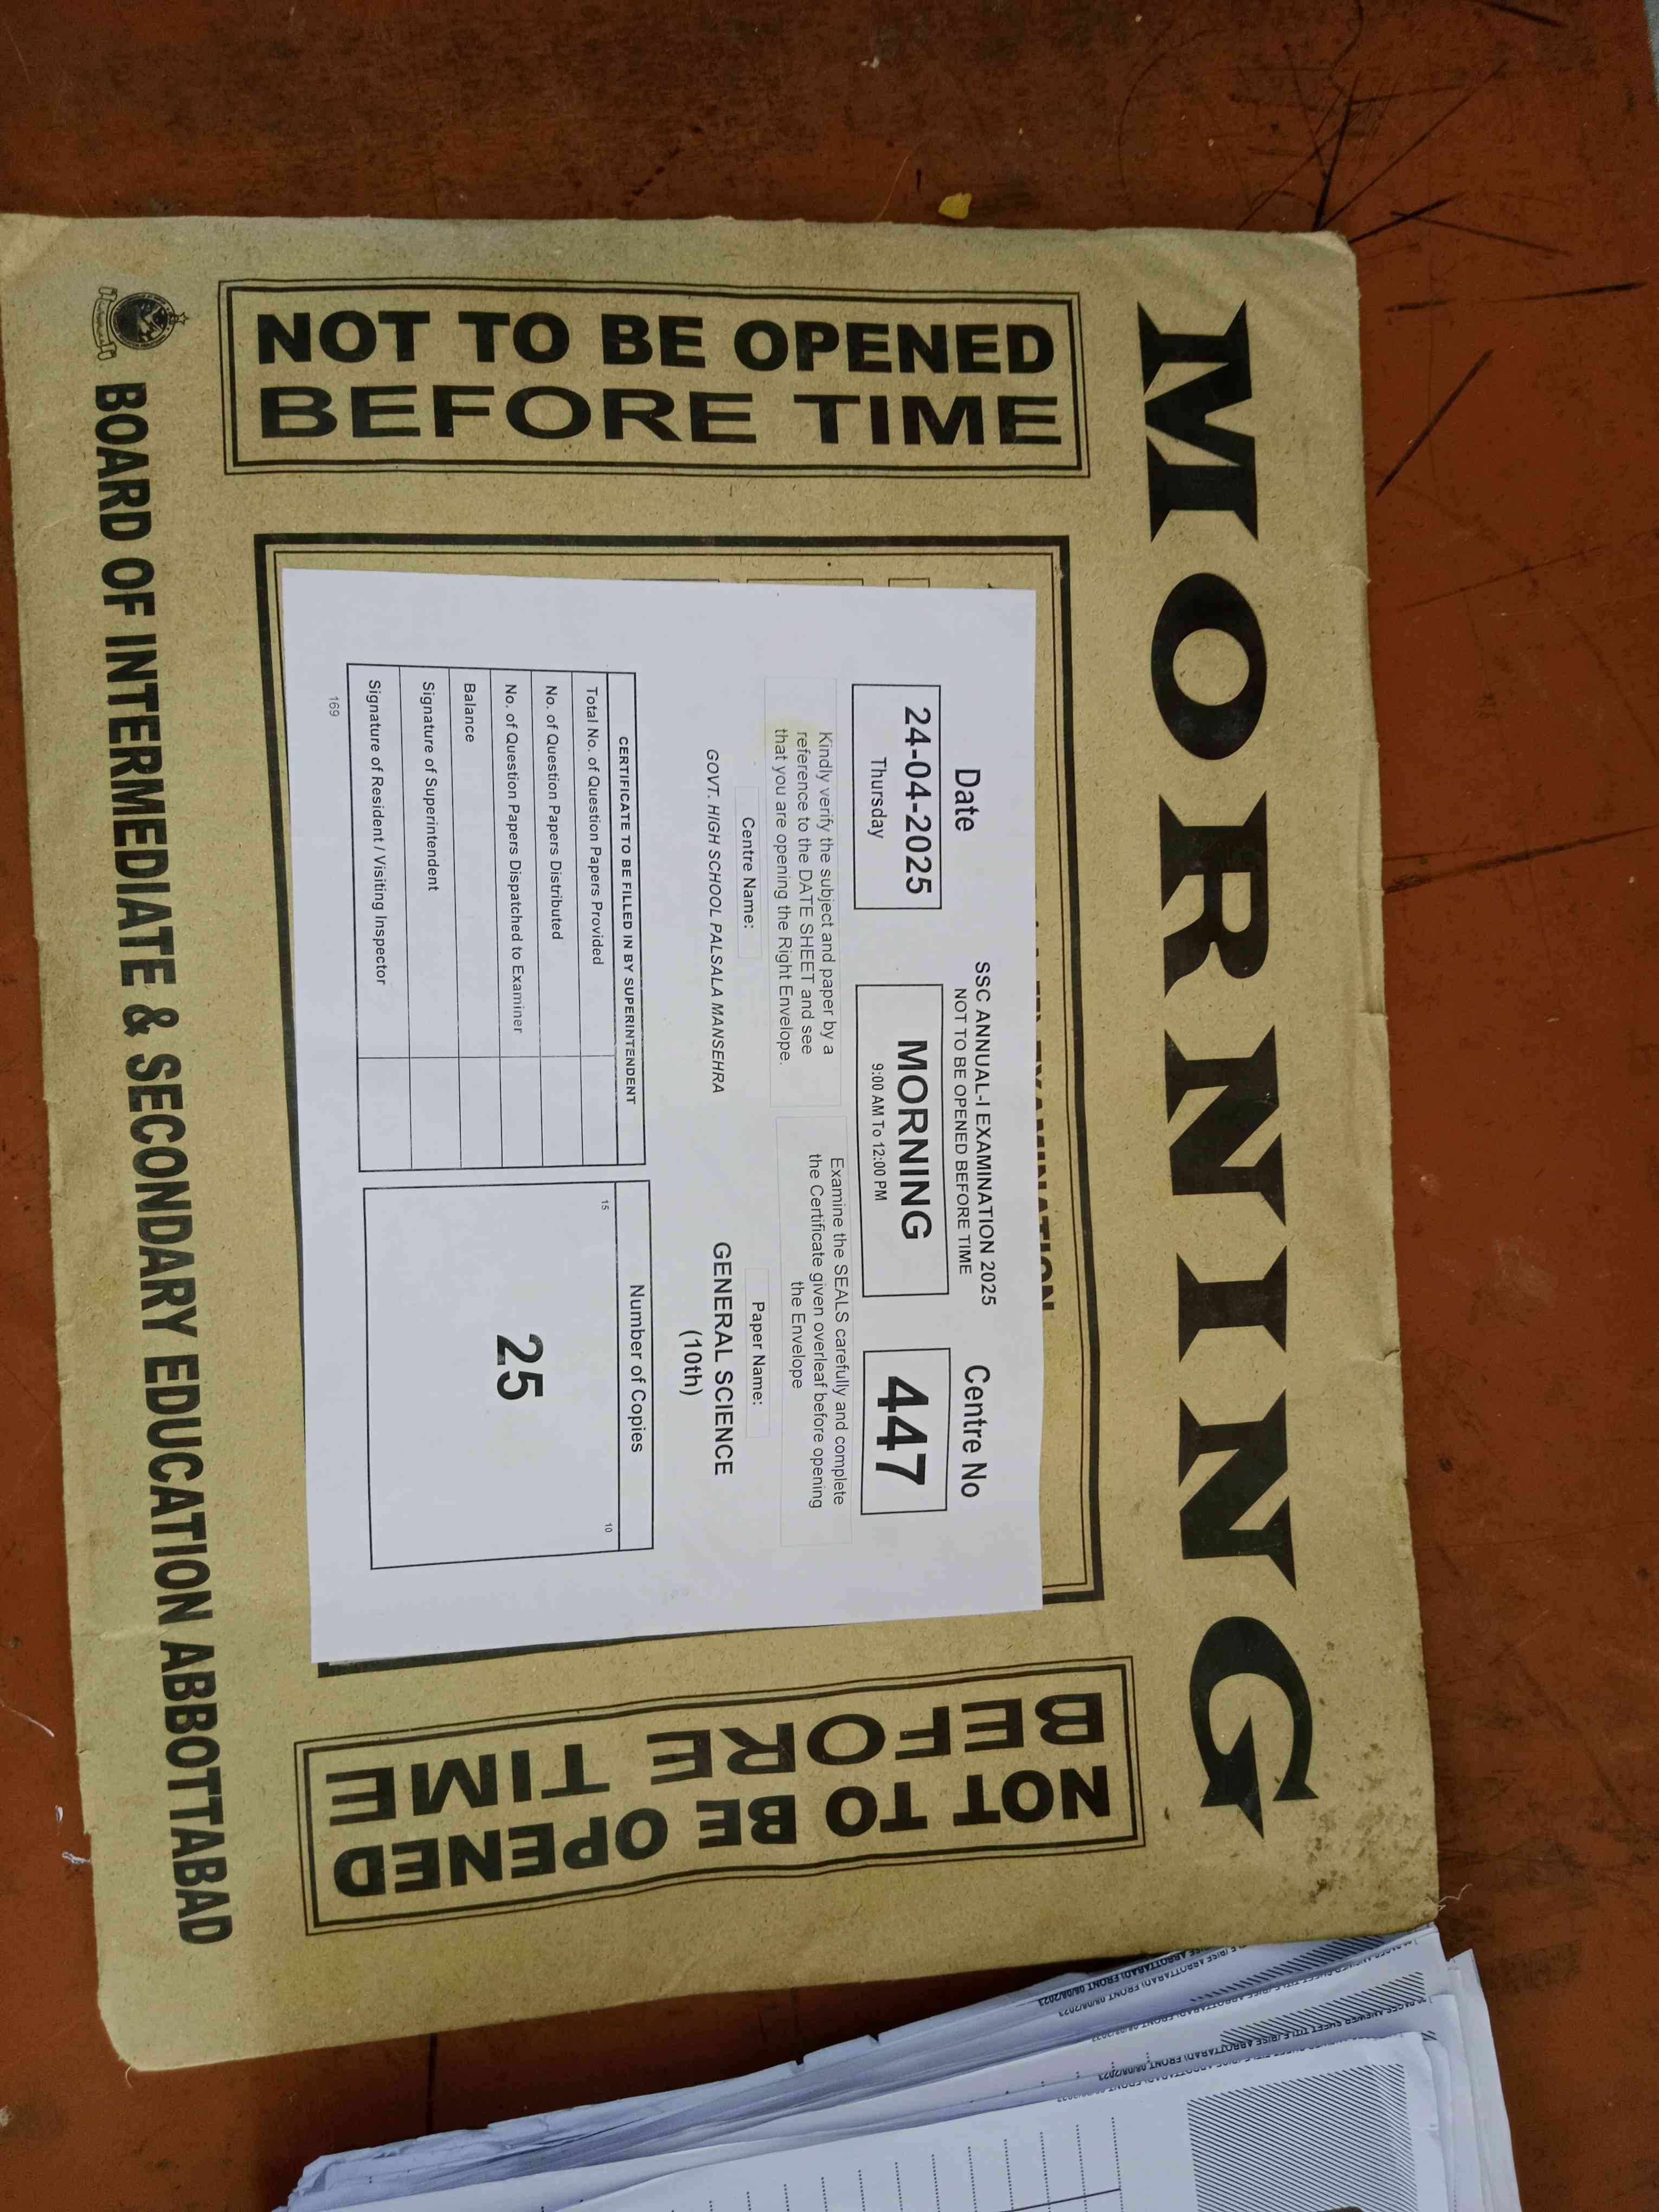 MORNING
NOT TO BE OPENED
BEFORE TIME
SSC ANNUAL-I EXAMINATION 2025
NOT TO BE OPENED BEFORE TIME
Date
24-04-2025
Thursday
MORNING
9:00 AM To 12:00 PM
Centre No
447
Kindly verify the subject and paper by a
reference to the DATE SHEET and see
that you are opening the Right Envelope.
Examine the SEALS carefully and complete
the Certificate given overleaf before opening
the Envelope
Centre Name:
GOVT. HIGH SCHOOL PALSALA MANSEHRA
Paper Name:
GENERAL SCIENCE
(10th)
CERTIFICATE TO BE FILLED IN BY SUPERINTENDENT
Total No. of Question Papers Provided
No. of Question Papers Distributed
No. of Question Papers Dispatched to Examiner
Balance
Signature of Superintendent
Signature of Resident / Visiting Inspector
Number of Copies
15
10
25
169
NOT TO BE OPENED
BEFORE TIME
BOARD OF INTERMEDIATE & SECONDARY EDUCATION ABBOTTABAD